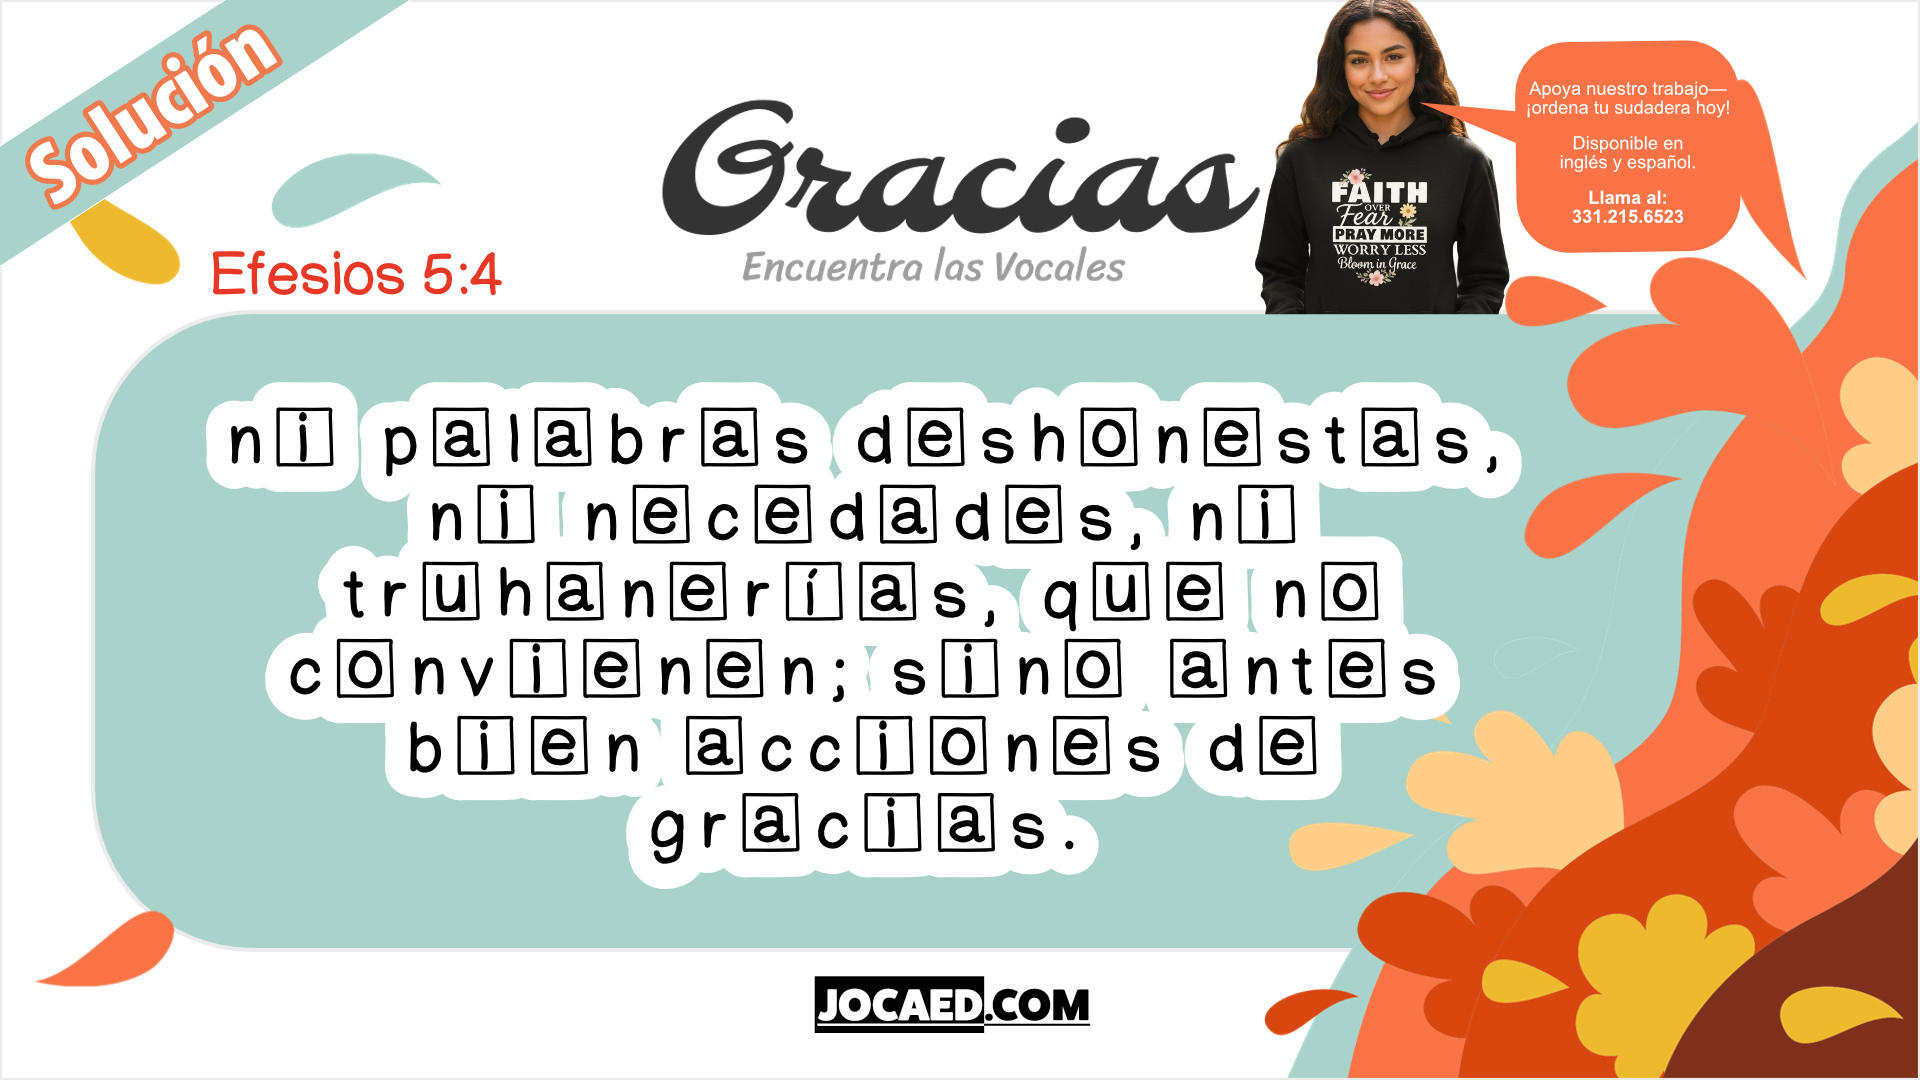 Solución
Gracias
Encuentra las Vocales
Efesios 5:4
Apoya nuestro trabajo—
¡ordena tu sudadera hoy!
Disponible en
inglés y español.
Llama al:
331.215.6523
FAITH
OVER
Fear
PRAY MORE
WORRY LESS
Bloom in Grace
ni palabras deshonestas,
ni necedades, ni
truhanerías, que no
convienen; sino antes
bien acciones de
gracias.
JOCAED.COM